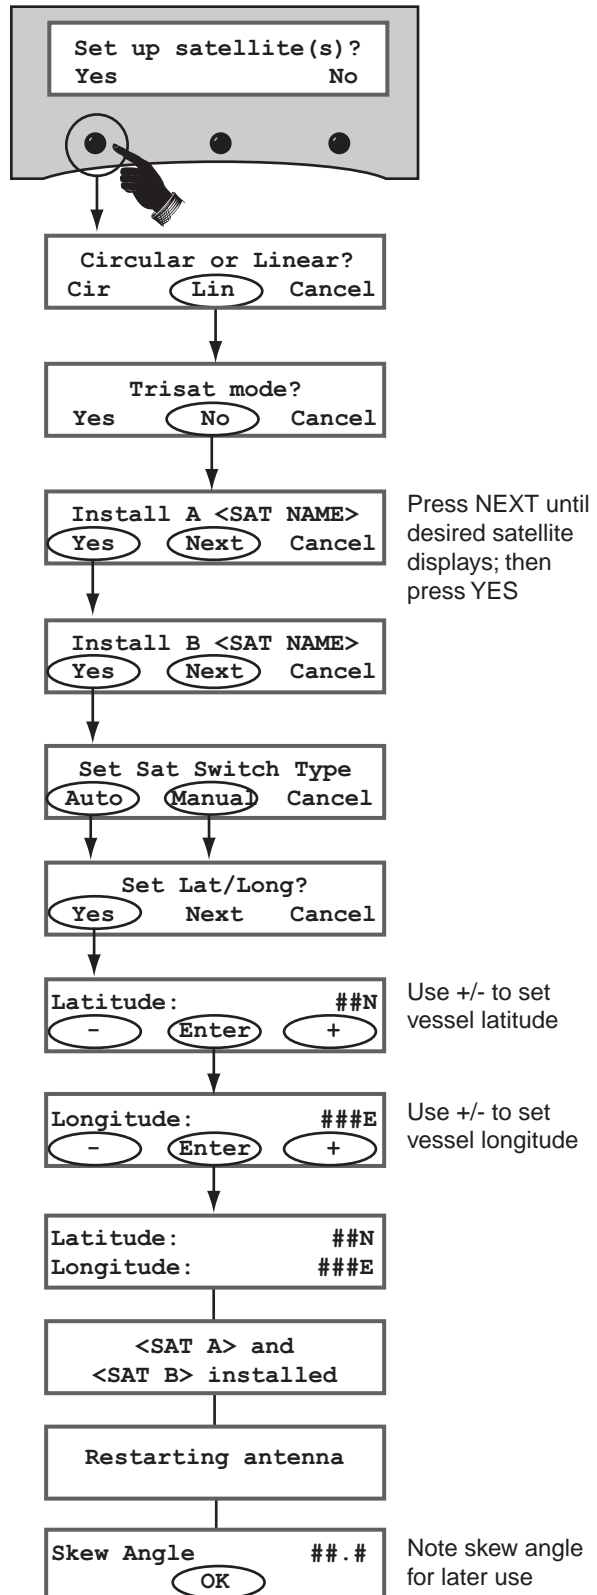 Set up satellite(s)?
Yes No
Circular or Linear?
Cir Lin Cancel
Trisat mode?
Yes No Cancel
Install A <SAT NAME>
Yes Next Cancel
Press NEXT until
desired satellite
displays; then
press YES
Install B <SAT NAME>
Yes Next Cancel
Set Sat Switch Type
Auto Manual Cancel
Set Lat/Long?
Yes Next Cancel
Latitude: ##N
- Enter +
Use +/- to set
vessel latitude
Longitude: ###E
- Enter +
Use +/- to set
vessel longitude
Latitude: ##N
Longitude: ###E
<SAT A> and
<SAT B> installed
Restarting antenna
Skew Angle ##.#
OK
Note skew angle
for later use